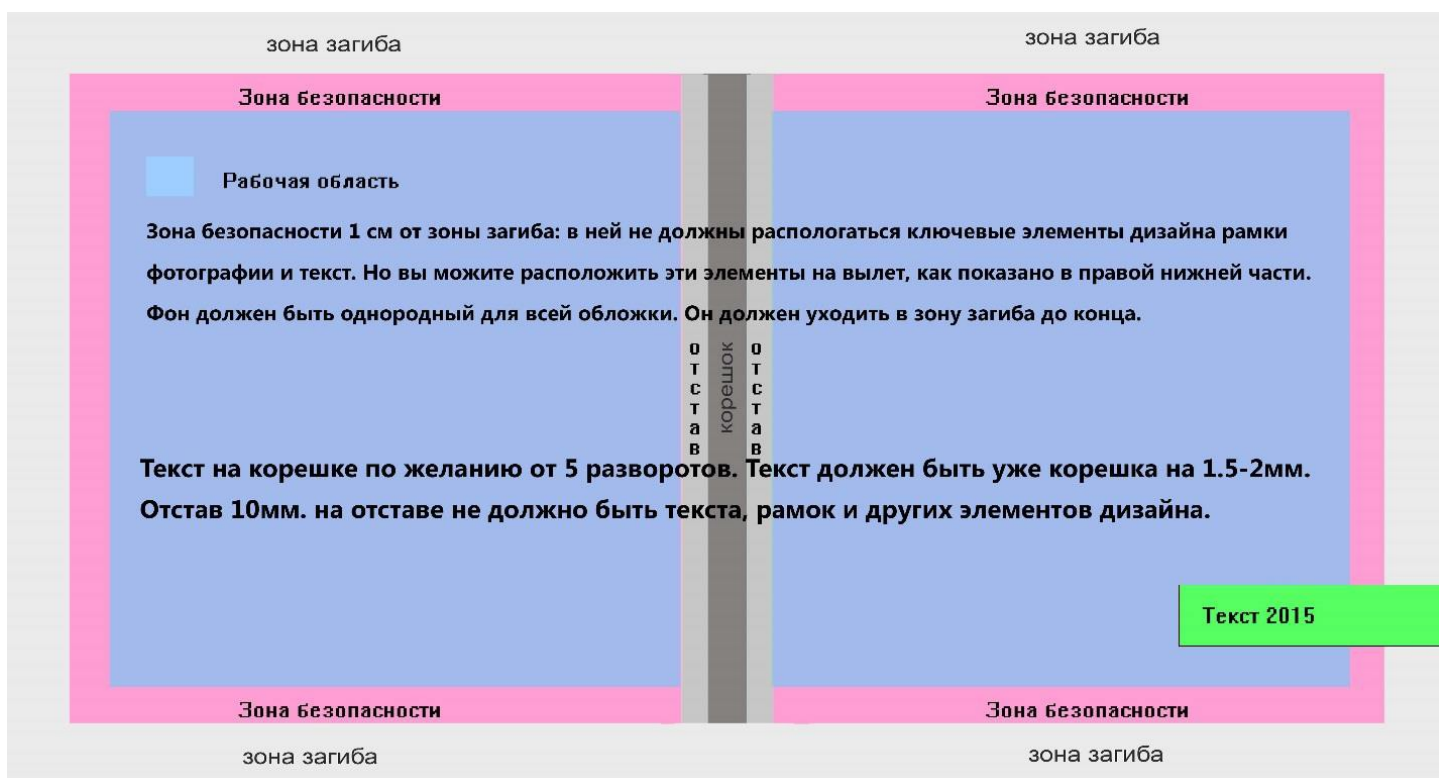 зона загиба
зона загиба
Зона безопасности
Зона безопасности
Рабочая область
Зона безопасности 1 см от зоны загиба: в ней не должны распологаться ключевые элементы дизайна рамки
фотографии и текст. Но вы можите расположить эти элементы на вылет, как показано в правой нижней части.
Фон должен быть однородный для всей обложки. Он должен уходить в зону загиба до конца.
отстав
корешок
отстав
Текст на корешке по желанию от 5 разворотов. Текст должен быть уже корешка на 1.5-2мм.
Отстав 10мм. на отставе не должно быть текста, рамок и других элементов дизайна.
Текст 2015
Зона безопасности
Зона безопасности
зона загиба
зона загиба